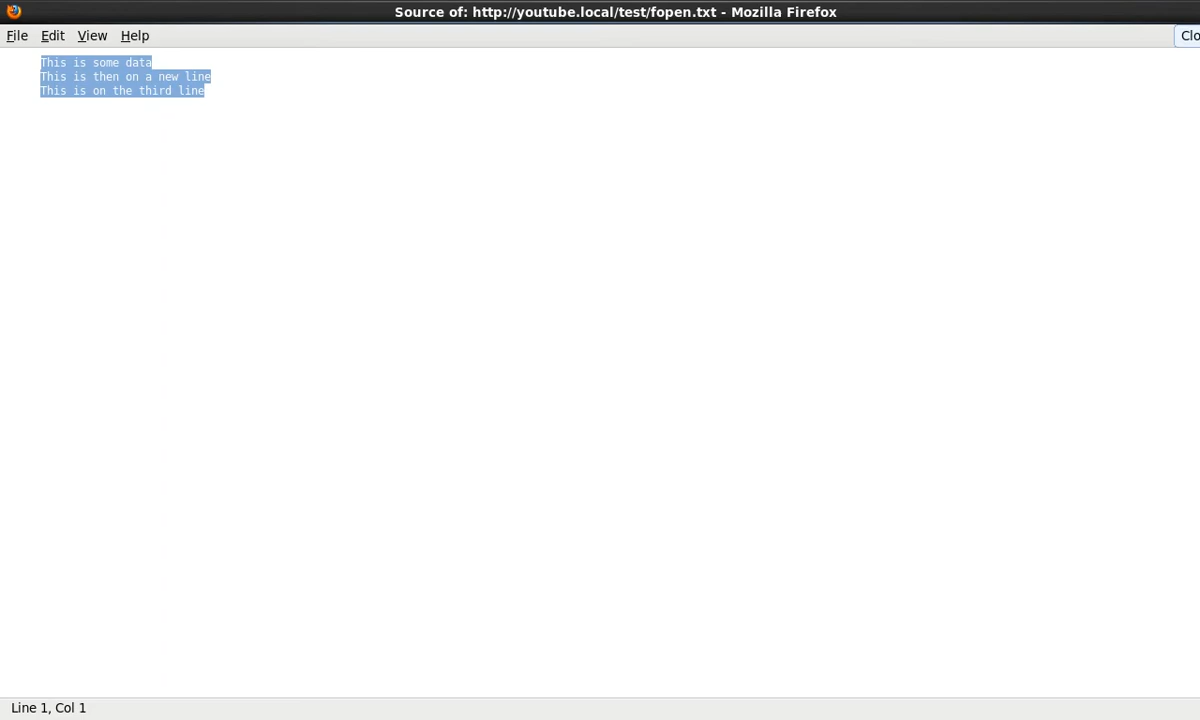 Source of: http://youtube.local/test/fopen.txt - Mozilla Firefox
File Edit View Help
This is some data
This is then on a new line
This is on the third line
Line 1, Col 1